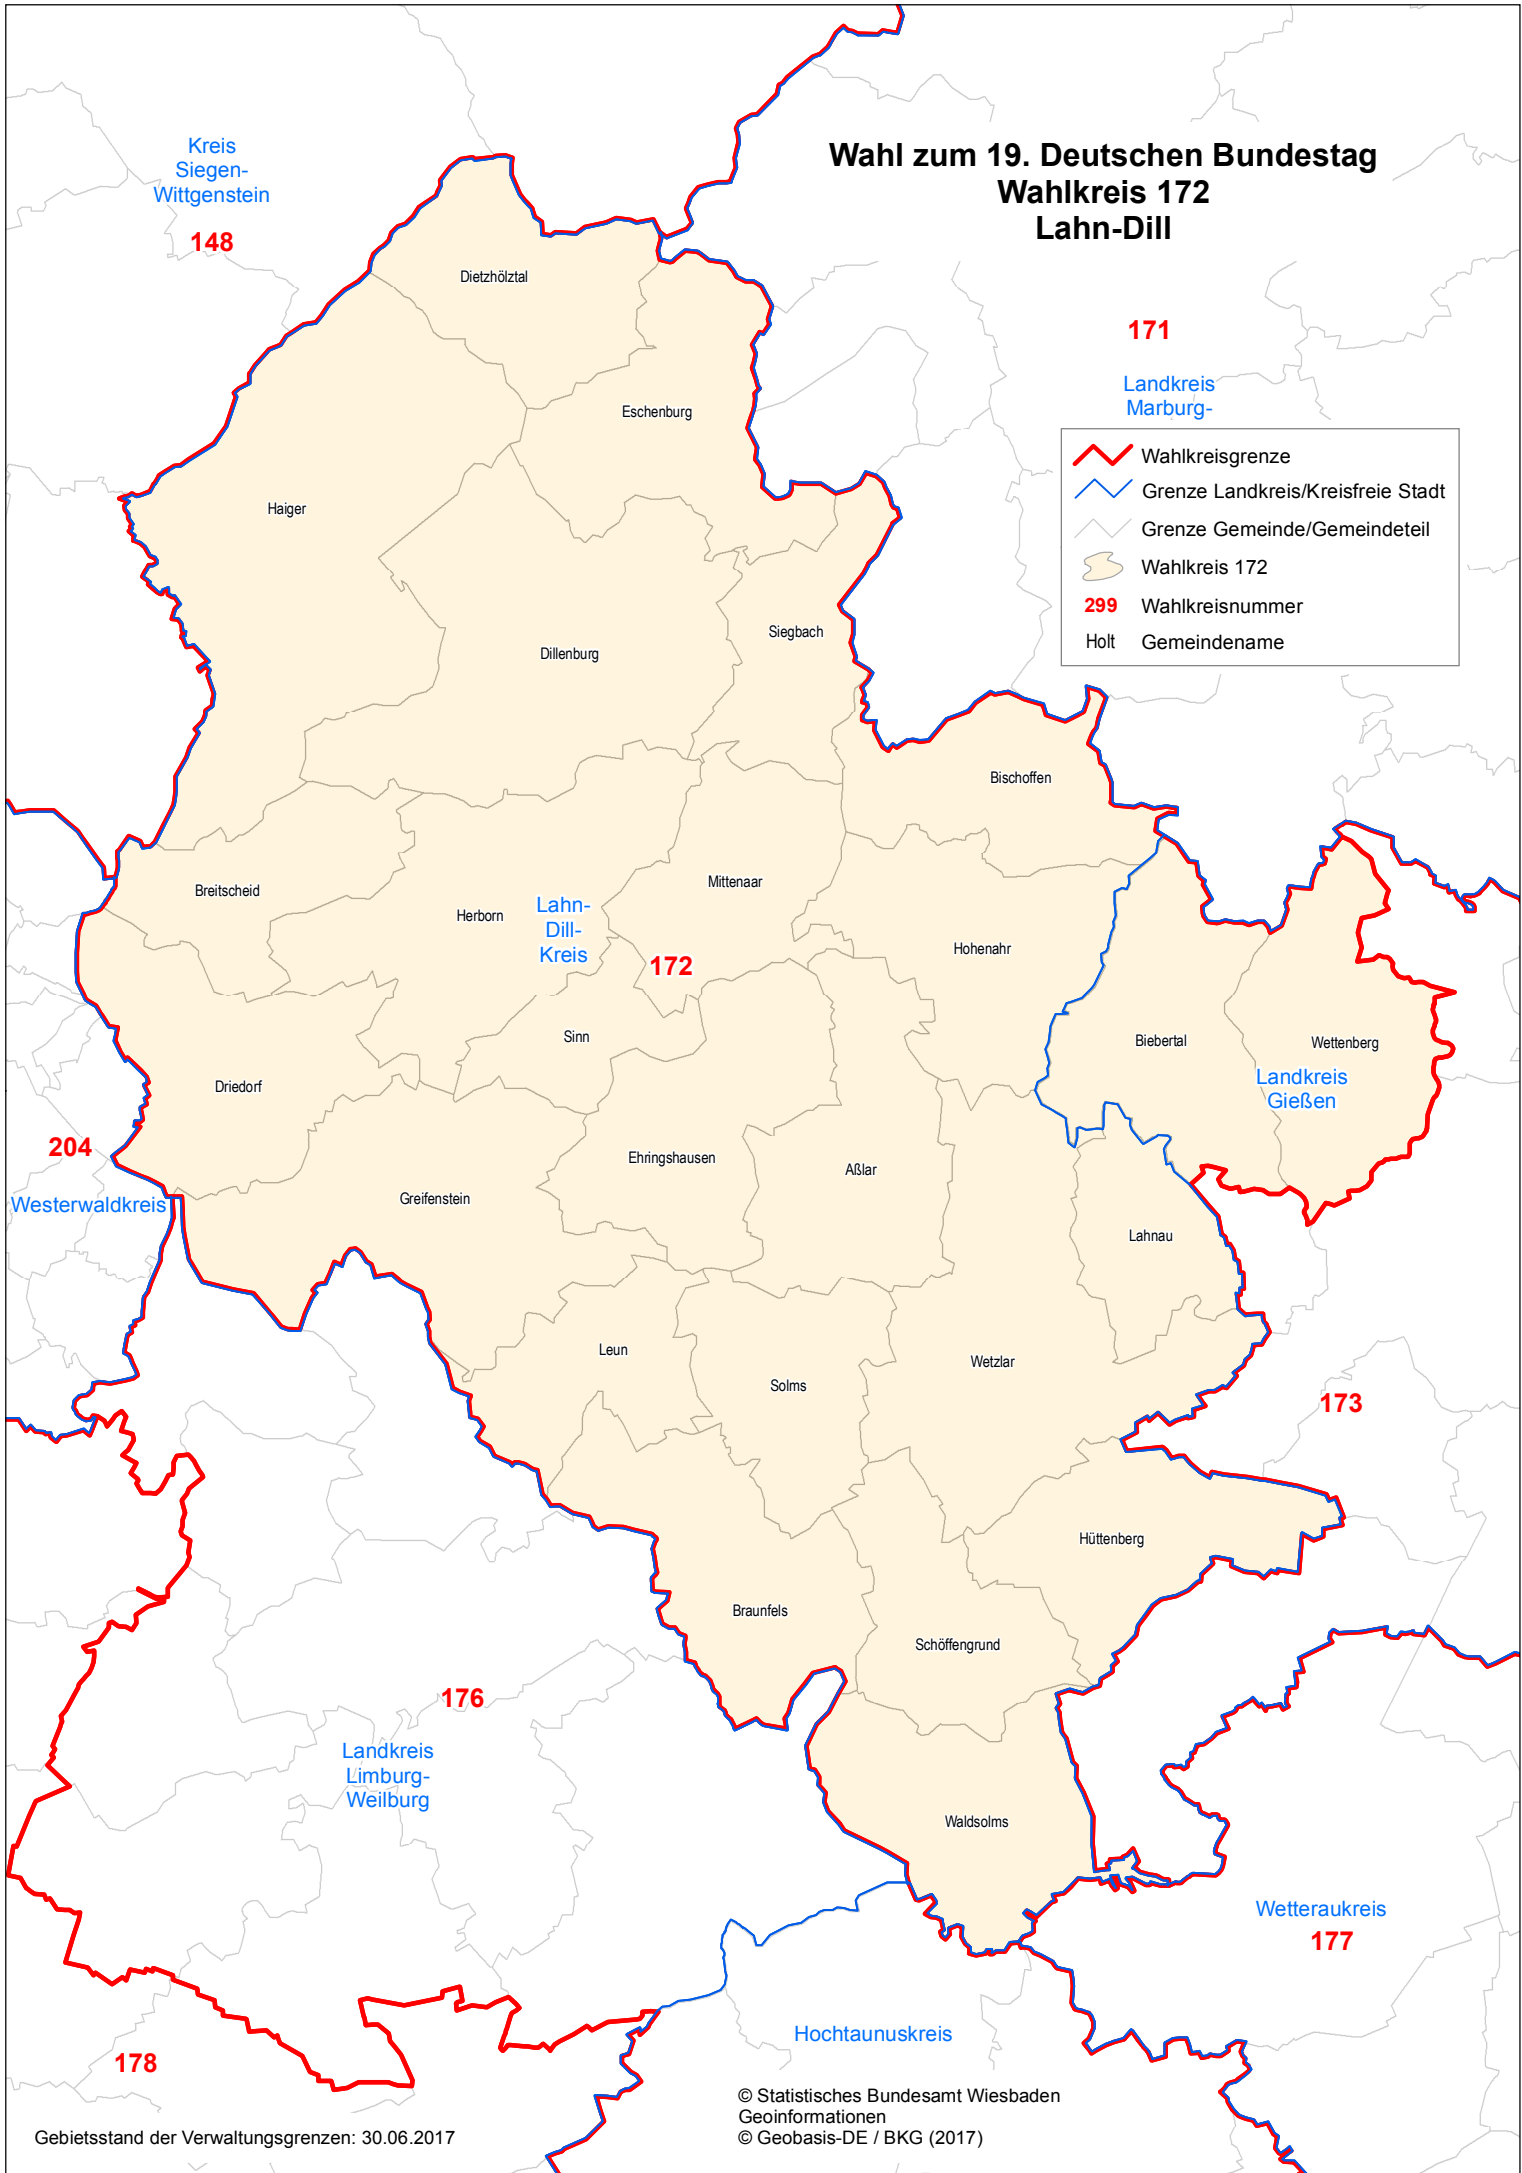 Wahl zum 19. Deutschen Bundestag
Wahlkreis 172
Lahn-Dill
Kreis
Siegen-
Wittgenstein
148
Dietzhölztal
171
Landkreis
Marburg-
Eschenburg
Wahlkreisgrenze
Grenze Landkreis/Kreisfreie Stadt
Grenze Gemeinde/Gemeindeteil
Wahlkreis 172
299 Wahlkreisnummer
Holt Gemeindename
Haiger
Siegbach
Dillenburg
Bischoffen
Mittenaar
Breitscheid
Herborn
Lahn-
Dill-
Kreis
172
Hohenahr
Sinn
Biebertal
Wettenberg
Landkreis
Gießen
Driedorf
204
Westerwaldkreis
Ehringshausen
Aßlar
Greifenstein
Lahnau
Leun
Wetzlar
Solms
173
Hüttenberg
Braunfels
Schöffengrund
176
Landkreis
Limburg-
Weilburg
Waldsolms
Wetteraukreis
177
Hochtaunuskreis
178
© Statistisches Bundesamt Wiesbaden
Geoinformationen
© Geobasis-DE / BKG (2017)
Gebietsstand der Verwaltungsgrenzen: 30.06.2017